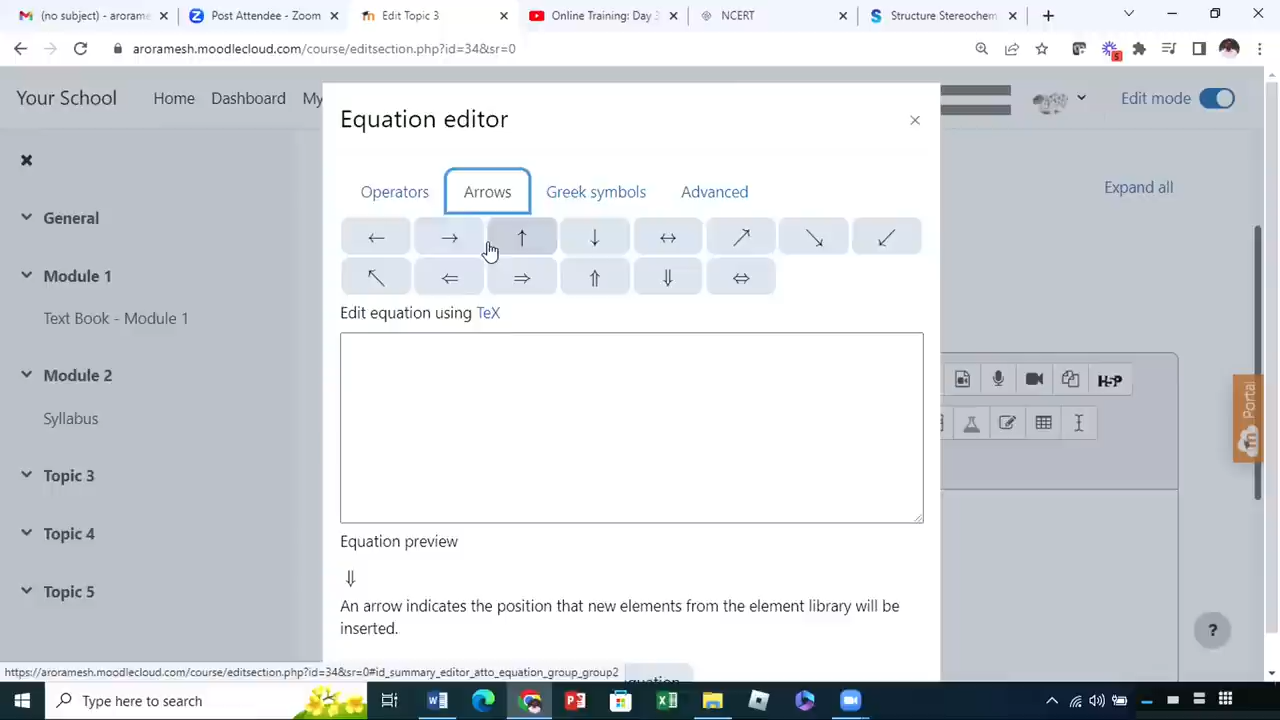 (no subject) - arorame
Post Attendee - Zoom
Edit Topic 3
Online Training: Day 3
NCERT
Structure Stereochem
aroramesh.moodlecloud.com/course/editsection.php?id=34&sr=0
5
Your School
Home
Dashboard
My
Edit mode
Equation editor
×
Expand all
Operators
Arrows
Greek symbols
Advanced
← → ↑ ↓ ↔ ↗ ↘ ↙
↖ ⇐ ⇒ ⇑ ⇓ ⇔
General
Module 1
Text Book - Module 1
Module 2
Syllabus
Topic 3
Topic 4
Topic 5
Edit equation using TeX
H-P
Portal
Equation preview
⇓
An arrow indicates the position that new elements from the element library will be
inserted.
?
https://aroramesh.moodlecloud.com/course/editsection.php?id=34&sr=0#id_summary_editor_atto_equation_group_group2
Type here to search